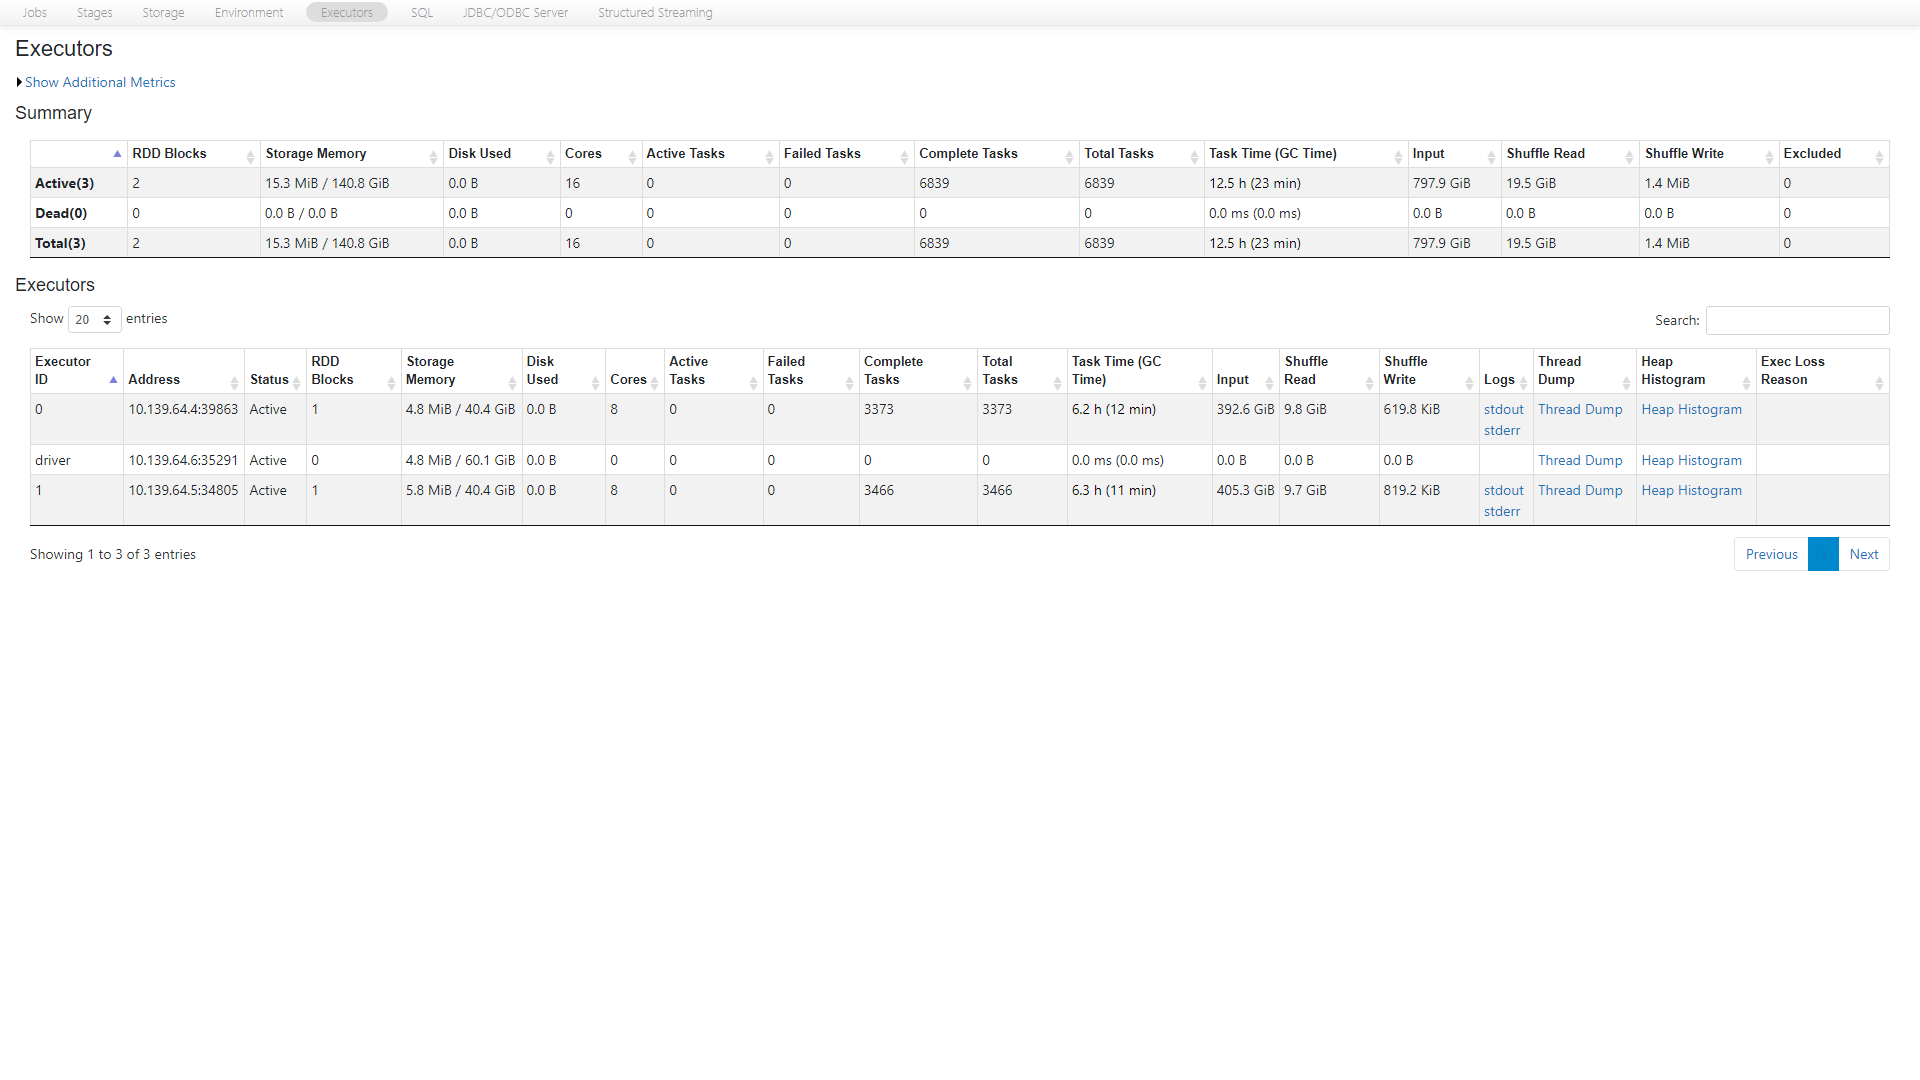 Jobs Stages Storage Environment Executors SQL JDBC/ODBC Server Structured Streaming
Executors
Show Additional Metrics
Summary
RDD Blocks Storage Memory Disk Used Cores Active Tasks Failed Tasks Complete Tasks Total Tasks Task Time (GC Time) Input Shuffle Read Shuffle Write Excluded
Active(3) 2 15.3 MiB / 140.8 GiB 0.0 B 16 0 0 6839 6839 12.5 h (23 min) 797.9 GiB 19.5 GiB 1.4 MiB 0
Dead(0) 0 0.0 B / 0.0 B 0.0 B 0 0 0 0 0 0.0 ms (0.0 ms) 0.0 B 0.0 B 0.0 B 0
Total(3) 2 15.3 MiB / 140.8 GiB 0.0 B 16 0 0 6839 6839 12.5 h (23 min) 797.9 GiB 19.5 GiB 1.4 MiB 0
Executors
Show 20 entries Search:
Executor ID Address Status RDD Blocks Storage Memory Disk Used Cores Active Tasks Failed Tasks Complete Tasks Total Tasks Task Time (GC Time) Input Shuffle Read Shuffle Write Logs Thread Dump Heap Histogram Exec Loss Reason
0 10.139.64.4:39863 Active 1 4.8 MiB / 40.4 GiB 0.0 B 8 0 0 3373 3373 6.2 h (12 min) 392.6 GiB 9.8 GiB 619.8 KiB stdout Thread Dump Heap Histogram
stderr
driver 10.139.64.6:35291 Active 0 4.8 MiB / 60.1 GiB 0.0 B 0 0 0 0 0 0.0 ms (0.0 ms) 0.0 B 0.0 B 0.0 B Thread Dump Heap Histogram
1 10.139.64.5:34805 Active 1 5.8 MiB / 40.4 GiB 0.0 B 8 0 0 3466 3466 6.3 h (11 min) 405.3 GiB 9.7 GiB 819.2 KiB stdout Thread Dump Heap Histogram
stderr
Showing 1 to 3 of 3 entries Previous Next